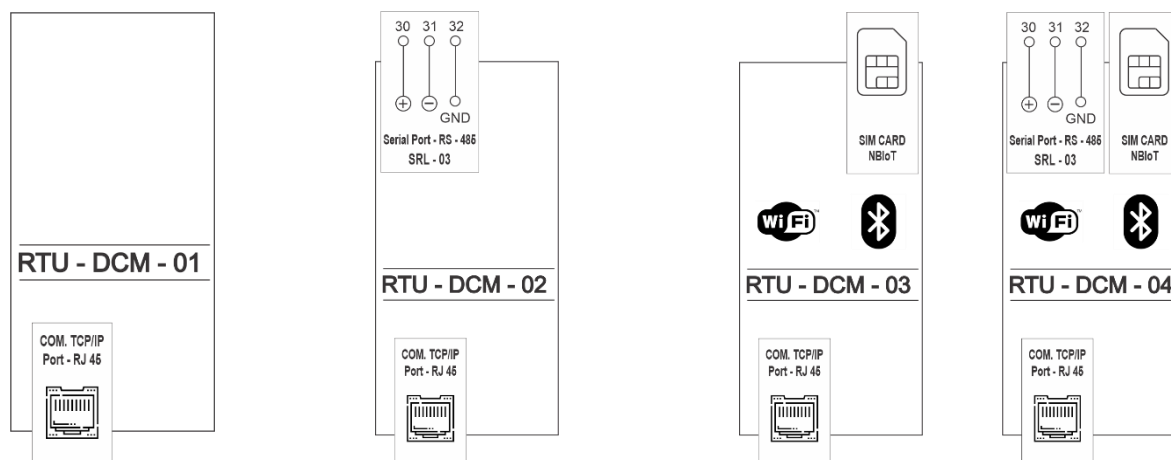 RTU - DCM - 01
COM. TCP/IP
Port - RJ 45
30 31 32
GND
Serial Port - RS - 485
SRL - 03
RTU - DCM - 02
COM. TCP/IP
Port - RJ 45
SIM CARD
NBIoT
Wi Fi
TM
RTU - DCM - 03
COM. TCP/IP
Port - RJ 45
30 31 32
GND
Serial Port - RS - 485
SRL - 03
SIM CARD
NBIoT
Wi Fi
TM
RTU - DCM - 04
COM. TCP/IP
Port - RJ 45